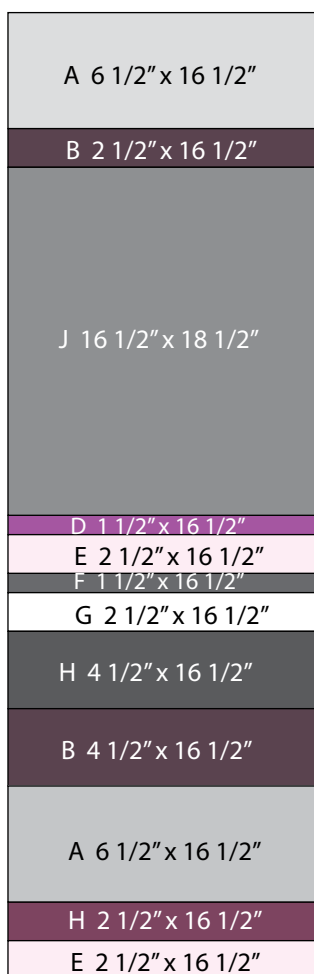 A 6 1/2” x 16 1/2”
B 2 1/2” x 16 1/2”
J 16 1/2” x 18 1/2”
D 1 1/2” x 16 1/2”
E 2 1/2” x 16 1/2”
F 1 1/2” x 16 1/2”
G 2 1/2” x 16 1/2”
H 4 1/2” x 16 1/2”
B 4 1/2” x 16 1/2”
A 6 1/2” x 16 1/2”
H 2 1/2” x 16 1/2”
E 2 1/2” x 16 1/2”